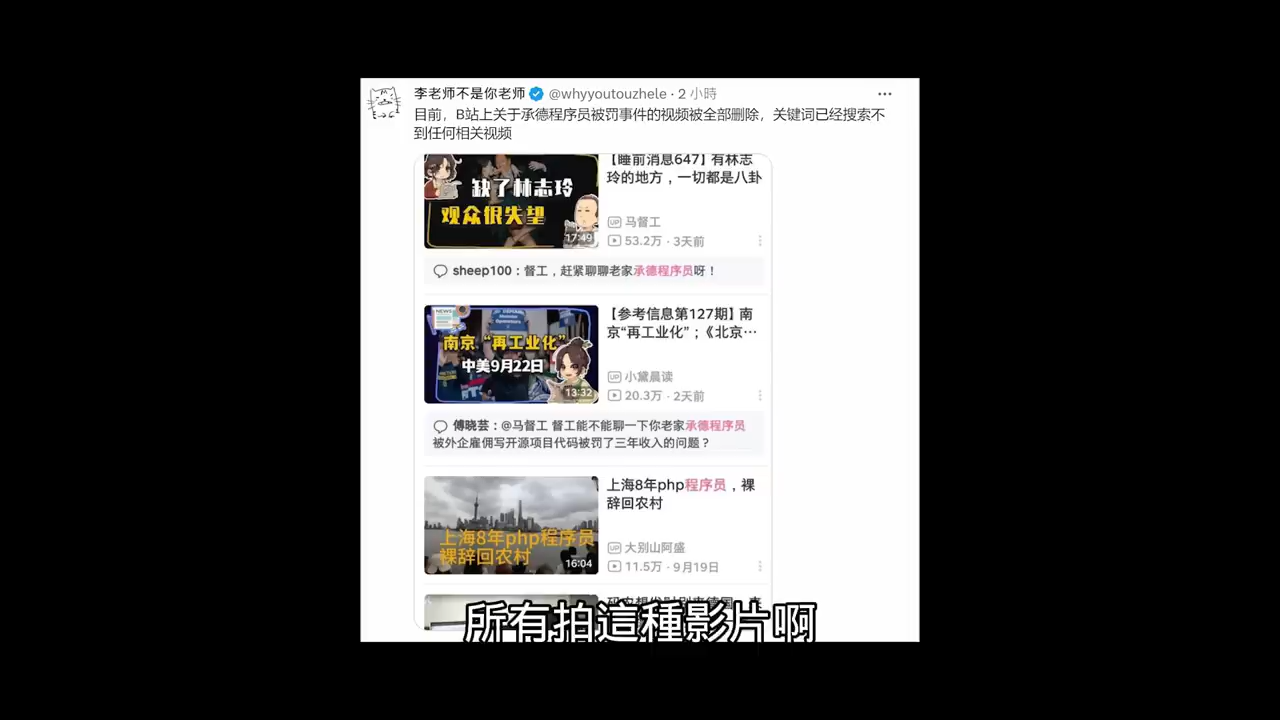 李老师不是你老师 @whyyoutouzhele · 2 小時
目前，B站上关于承德程序员被罚事件的视频被全部删除，关键词已经搜索不
到任何相关视频
缺了林志玲
观众很失望
17:49
【睡前消息647】有林志
玲的地方，一切都是八卦
UP 马督工
53.2万 · 3天前
sheep100：督工，赶紧聊聊老家承德程序员呀！
NEWS
南京“再工业化”
中美9月22日
13:32
【参考信息第127期】南
京“再工业化”；《北京…
UP 小黛晨读
20.3万 · 2天前
傅晓芸：@马督工 督工能不能聊一下你老家承德程序员
被外企雇佣写开源项目代码被罚了三年收入的问题？
上海8年php程序员
裸辞回农村
16:04
上海8年php程序员，裸
辞回农村
UP 大别山阿盛
11.5万 · 9月19日
所有拍這種影片啊